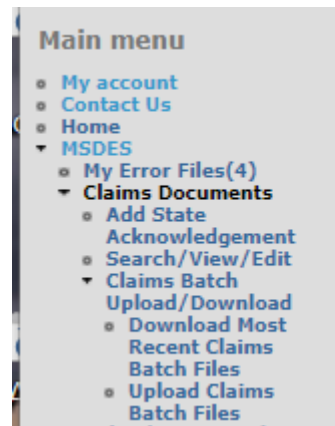 Main menu
My account
Contact Us
Home
MSDES
My Error Files(4)
Claims Documents
Add State
Acknowledgement
Search/View/Edit
Claims Batch
Upload/Download
Download Most
Recent Claims
Batch Files
Upload Claims
Batch Files